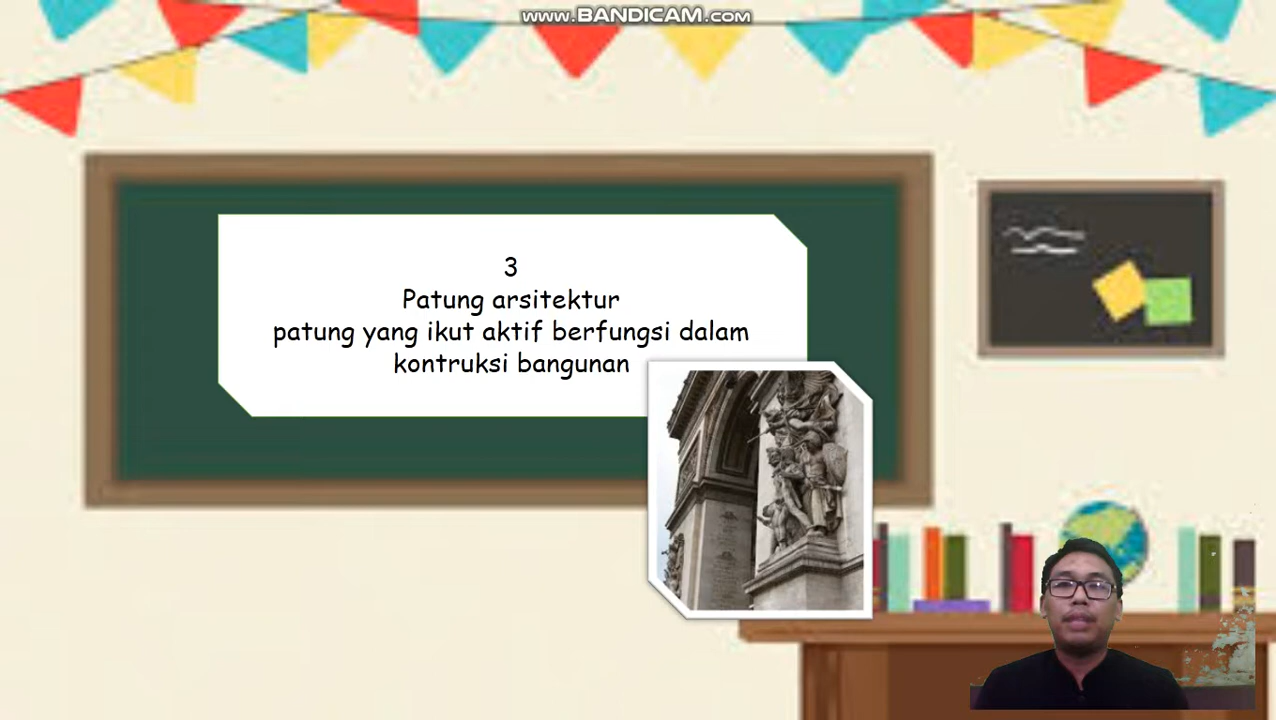 www.BANDICAM.com
3
Patung arsitektur
patung yang ikut aktif berfungsi dalam
kontruksi bangunan